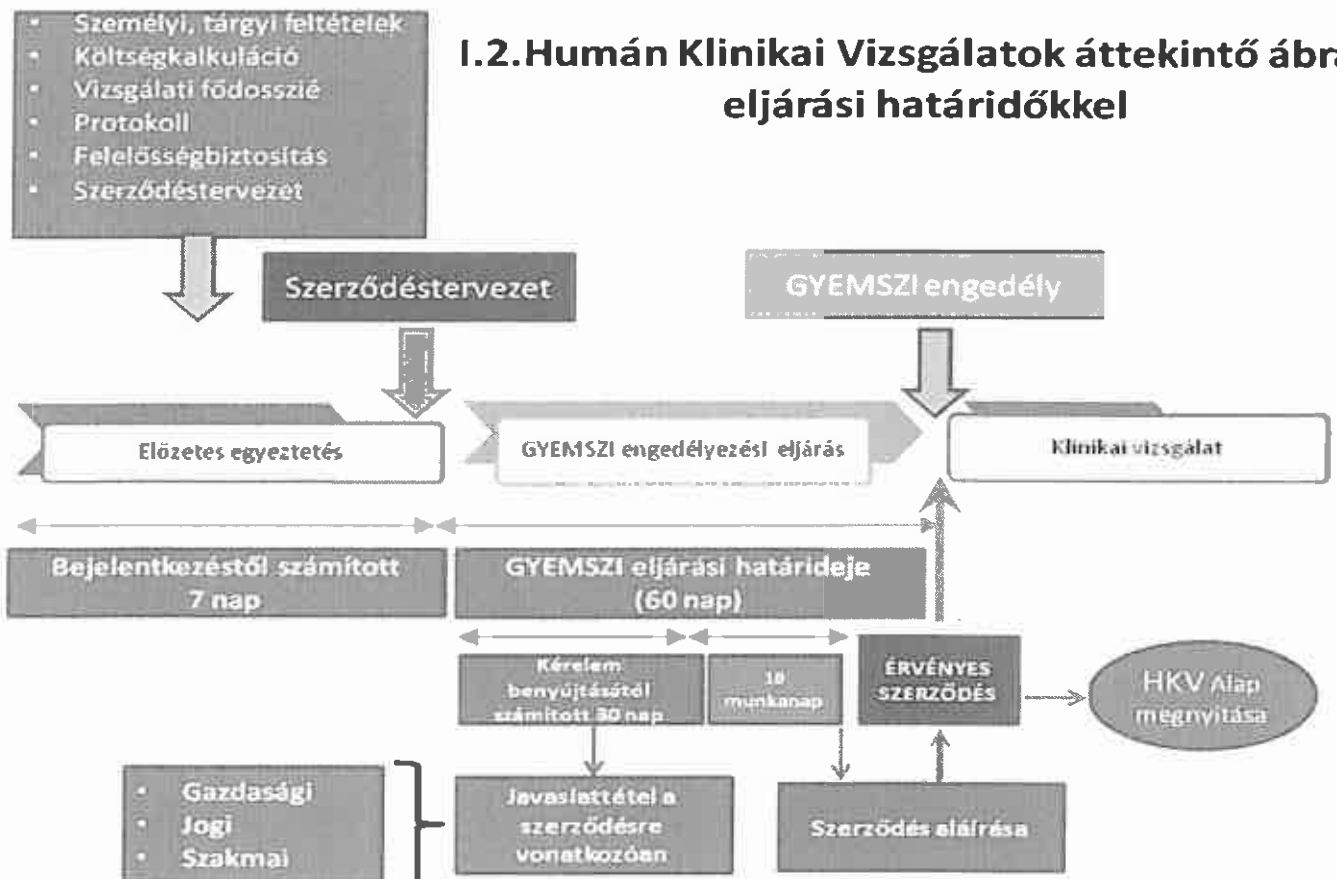 • Személyi, tárgyi feltételek
• Költségkalkuláció
• Vizsgálati fődosszié
• Protokoll
• Felelősségbiztosítás
• Szerződéstervezet
I.2.Humán Klinikai Vizsgálatok áttekintő ábra
eljárási határidőkkel
Szerződéstervezet
GYEMSZI engedély
Előzetes egyeztetés
GYEMSZI engedélyezési eljárás
Klinikai vizsgálat
Bejelentkezéstől számított
7 nap
GYEMSZI eljárási határideje
(60 nap)
Kérelem
benyújtásától
számított 30 nap
munkanap
ÉRVÉNYES
SZERZŐDÉS
HKV Alap
megnyitása
• Gazdasági
• Jogi
• Szakmai
Javaslattétel a
szerződésre
vonatkozóan
Szerződés aláírása